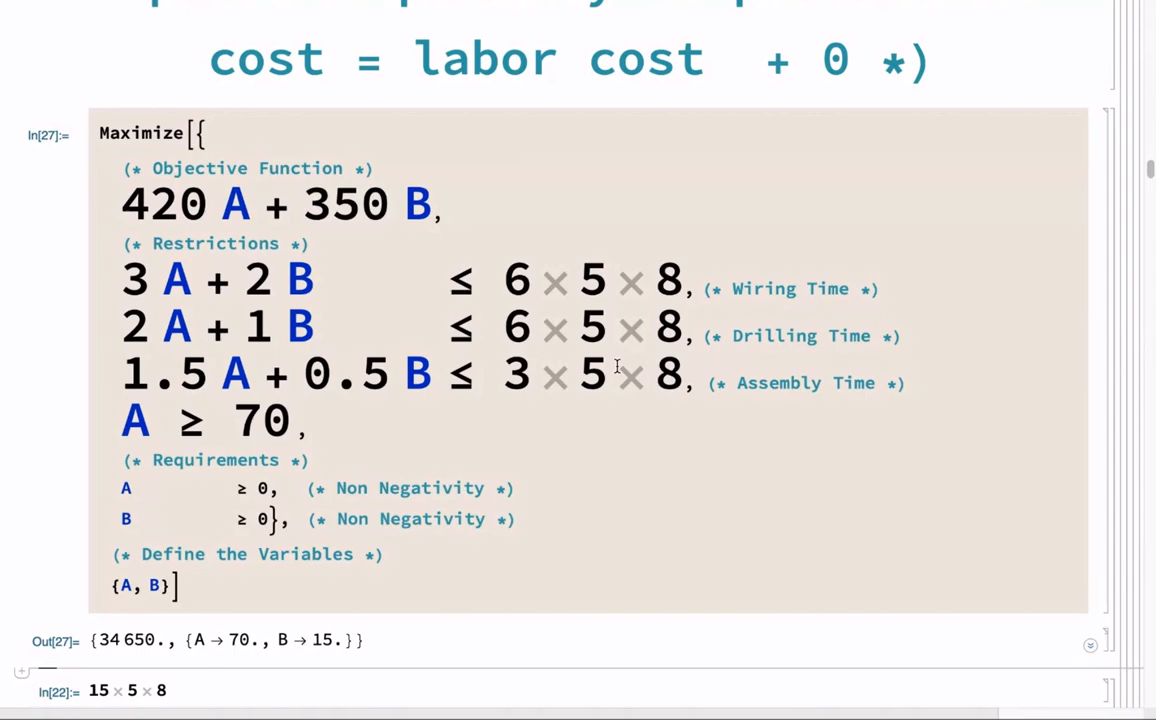 cost = labor cost + 0 *)
In[27]:= Maximize[{
(* Objective Function *)
420 A + 350 B,
(* Restrictions *)
3 A + 2 B ≤ 6 × 5 × 8, (* Wiring Time *)
2 A + 1 B ≤ 6 × 5 × 8, (* Drilling Time *)
1.5 A + 0.5 B ≤ 3 × 5 × 8, (* Assembly Time *)
A ≥ 70,
(* Requirements *)
A ≥ 0, (* Non Negativity *)
B ≥ 0}, (* Non Negativity *)
(* Define the Variables *)
{A, B}]
Out[27]= {34 650., {A → 70., B → 15.}}
In[22]:= 15 × 5 × 8